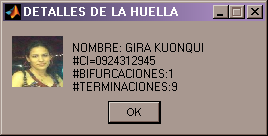 DETALLES DE LA HUELLA
NOMBRE: GIRA KUONQUI
#CI=0924312945
#BIFURCACIONES:1
#TERMINACIONES:9
OK